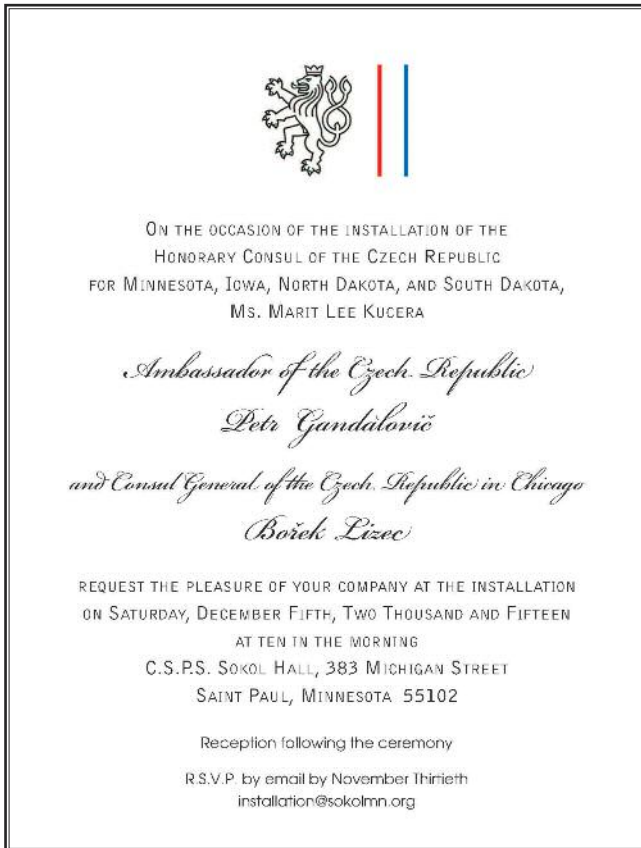 On the occasion of the installation of the
Honorary Consul of the Czech Republic
for Minnesota, Iowa, North Dakota, and South Dakota,
Ms. Marit Lee Kucera
Ambassador of the Czech Republic
Petr Gandalovič
and Consul General of the Czech Republic in Chicago
Bořek Lizec
request the pleasure of your company at the installation
on Saturday, December Fifth, Two Thousand and Fifteen
at ten in the morning
C.S.P.S. Sokol Hall, 383 Michigan Street
Saint Paul, Minnesota 55102
Reception following the ceremony
R.S.V.P. by email by November Thirtieth
installation@sokolmn.org